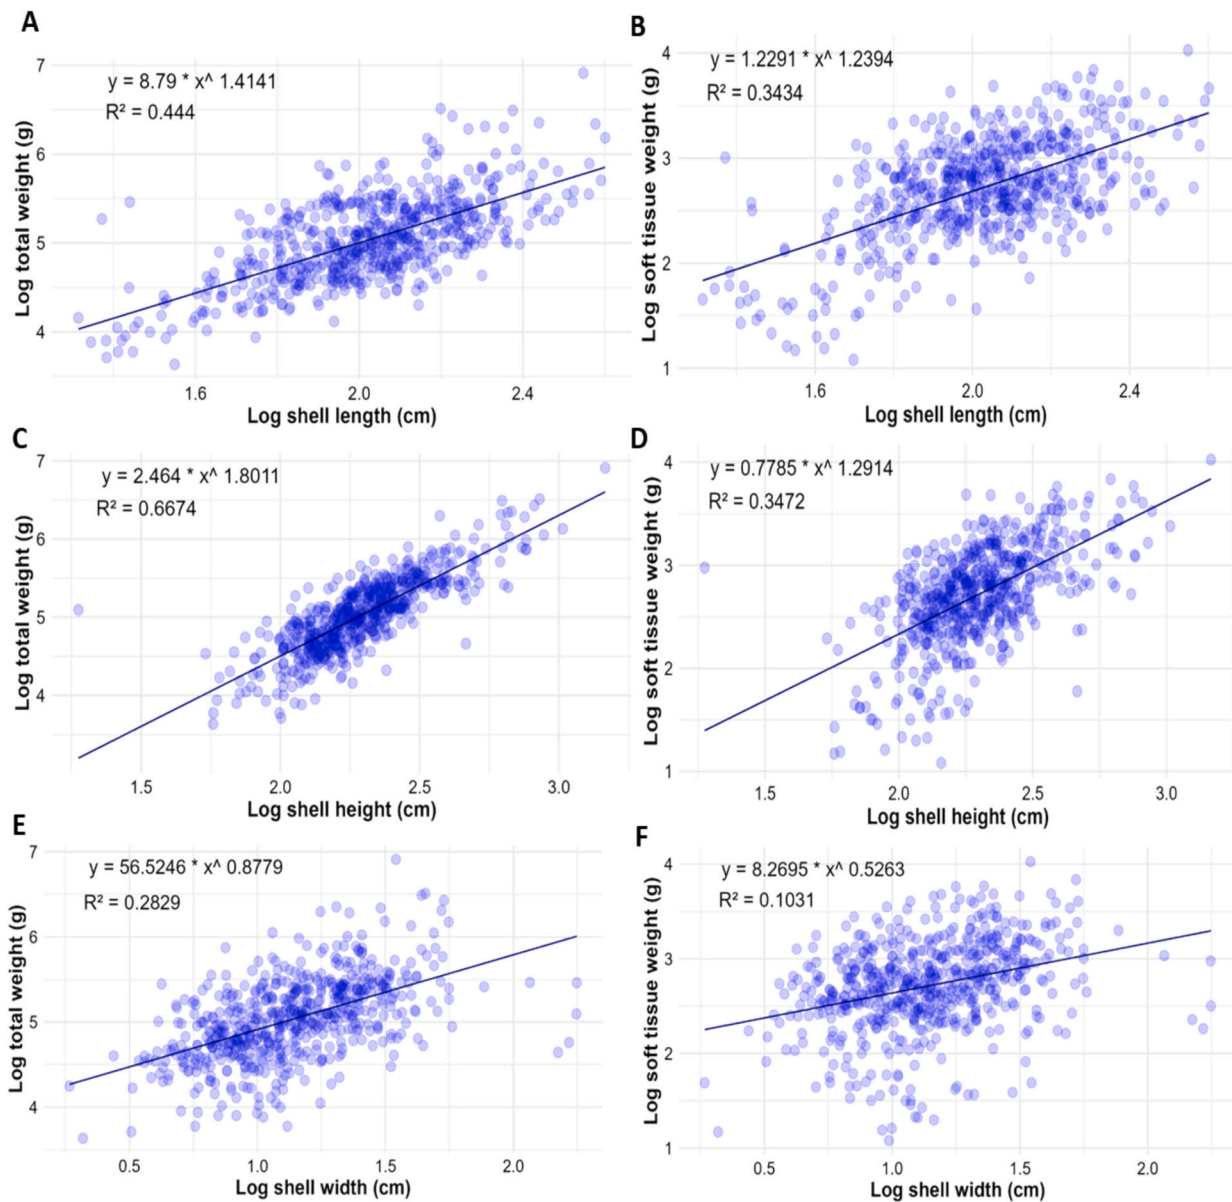 A
y = 8.79 * x^ 1.4141
R² = 0.444
Log total weight (g)
7
6
5
4
1.6 2.0 2.4
Log shell length (cm)
B
y = 1.2291 * x^ 1.2394
R² = 0.3434
Log soft tissue weight (g)
4
3
2
1
1.6 2.0 2.4
Log shell length (cm)
C
y = 2.464 * x^ 1.8011
R² = 0.6674
Log total weight (g)
7
6
5
4
1.5 2.0 2.5 3.0
Log shell height (cm)
D
y = 0.7785 * x^ 1.2914
R² = 0.3472
Log soft tissue weight (g)
4
3
2
1
1.5 2.0 2.5 3.0
Log shell height (cm)
E
y = 56.5246 * x^ 0.8779
R² = 0.2829
Log total weight (g)
7
6
5
4
0.5 1.0 1.5 2.0
Log shell width (cm)
F
y = 8.2695 * x^ 0.5263
R² = 0.1031
Log soft tissue weight (g)
4
3
2
1
0.5 1.0 1.5 2.0
Log shell width (cm)